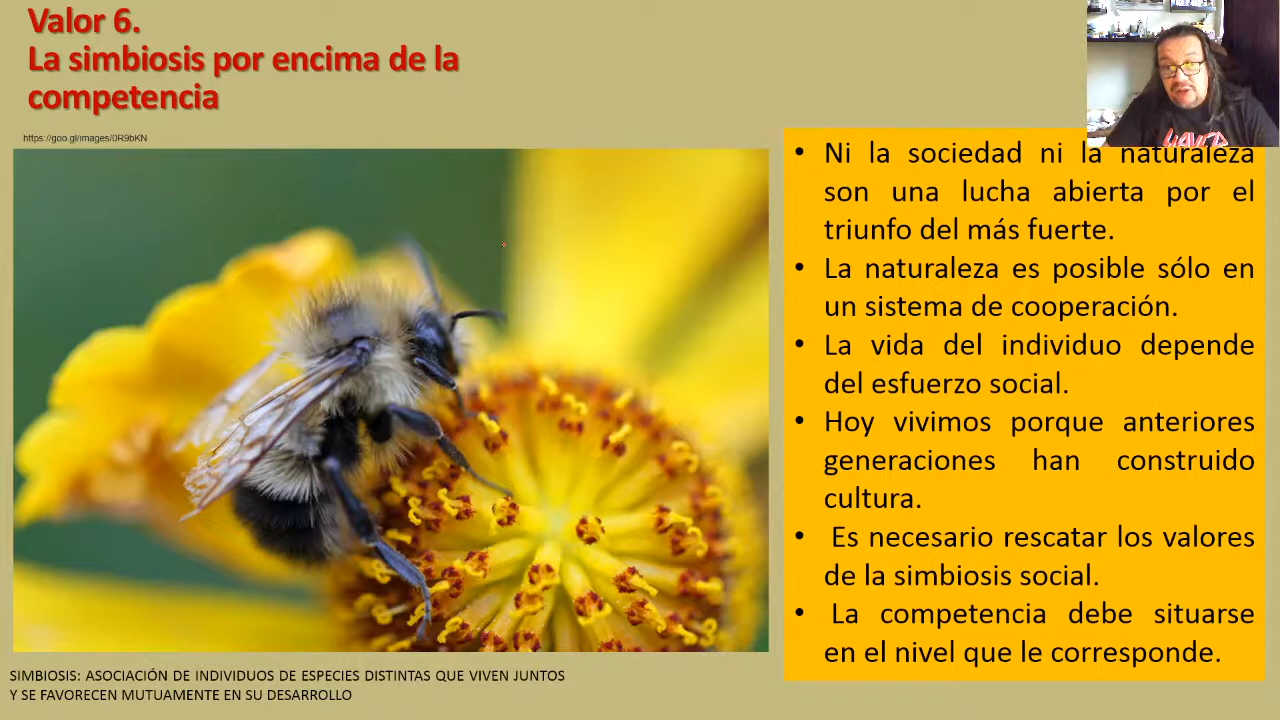 Valor 6.
La simbiosis por encima de la
competencia
https://goo.gl/images/0R9bKN
• Ni la sociedad ni la naturaleza
son una lucha abierta por el
triunfo del más fuerte.
• La naturaleza es posible sólo en
un sistema de cooperación.
• La vida del individuo depende
del esfuerzo social.
• Hoy vivimos porque anteriores
generaciones han construido
cultura.
• Es necesario rescatar los valores
de la simbiosis social.
• La competencia debe situarse
en el nivel que le corresponde.
SIMBIOSIS: ASOCIACIÓN DE INDIVIDUOS DE ESPECIES DISTINTAS QUE VIVEN JUNTOS
Y SE FAVORECEN MUTUAMENTE EN SU DESARROLLO